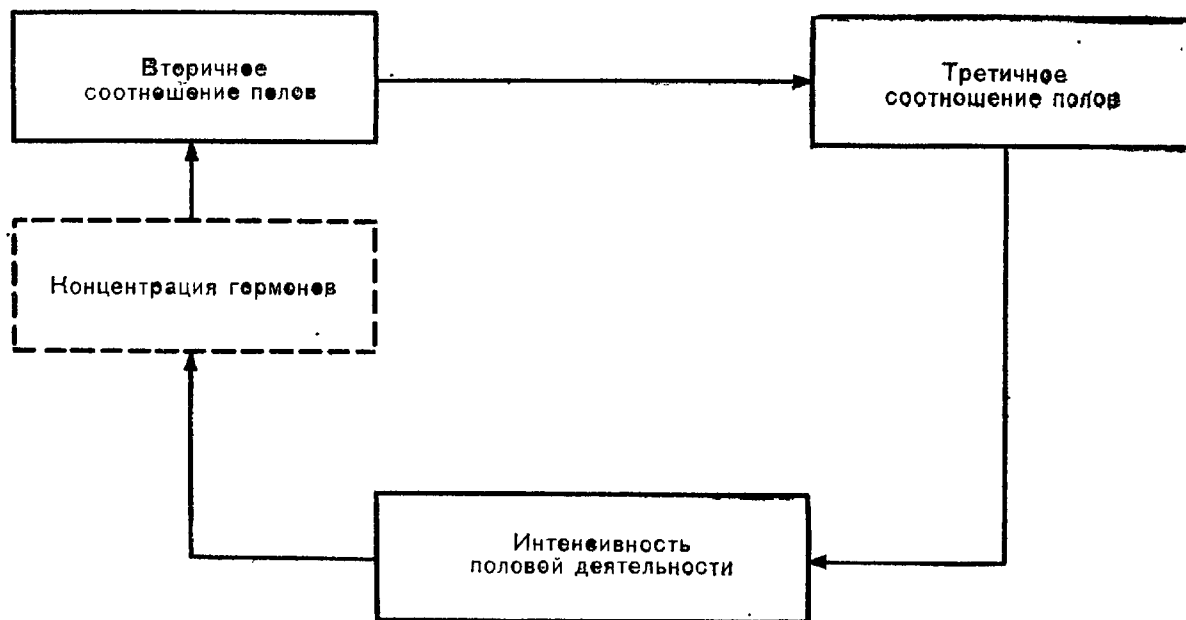 Вторичное
соотношение полов
Третичное
соотношение полов
Концентрация гормонов
Интенсивность
половой деятельности